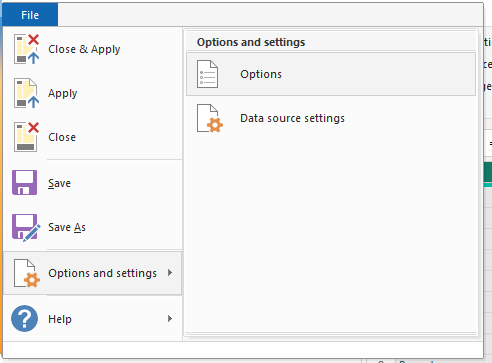 File
Close & Apply
Apply
Close
Save
Save As
Options and settings
Help
Options and settings
Options
Data source settings